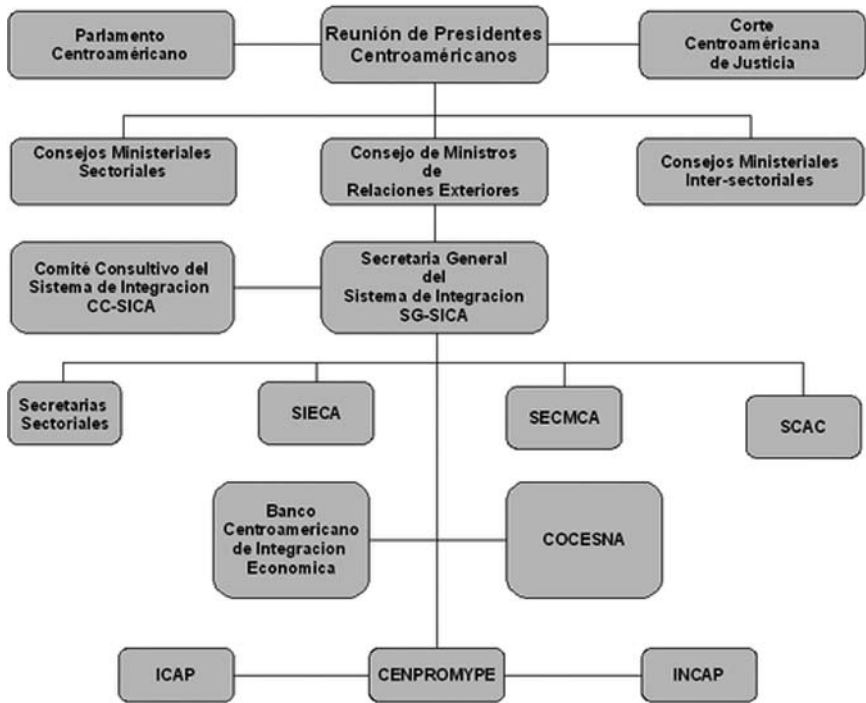 Parlamento
Centroaméricano
Reunión de Presidentes
Centroaméricanos
Corte
Centroaméricana
de Justicia
Consejos Ministeriales
Sectoriales
Consejo de Ministros
de
Relaciones Exteriores
Consejos Ministeriales
Inter-sectoriales
Comité Consultivo del
Sistema de Integracion
CC-SICA
Secretaria General
del
Sistema de Integracion
SG-SICA
Secretarias
Sectoriales
SIECA
SECMCA
SCAC
Banco
Centroamericano
de Integracion
Economica
COCESNA
ICAP
CENPROMYPE
INCAP